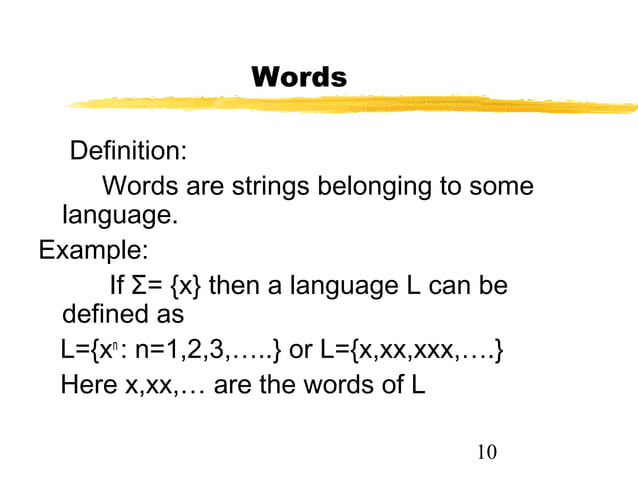 Words
Definition:
Words are strings belonging to some
language.
Example:
If Σ= {x} then a language L can be
defined as
L={xⁿ : n=1,2,3,…..} or L={x,xx,xxx,….}
Here x,xx,… are the words of L
10